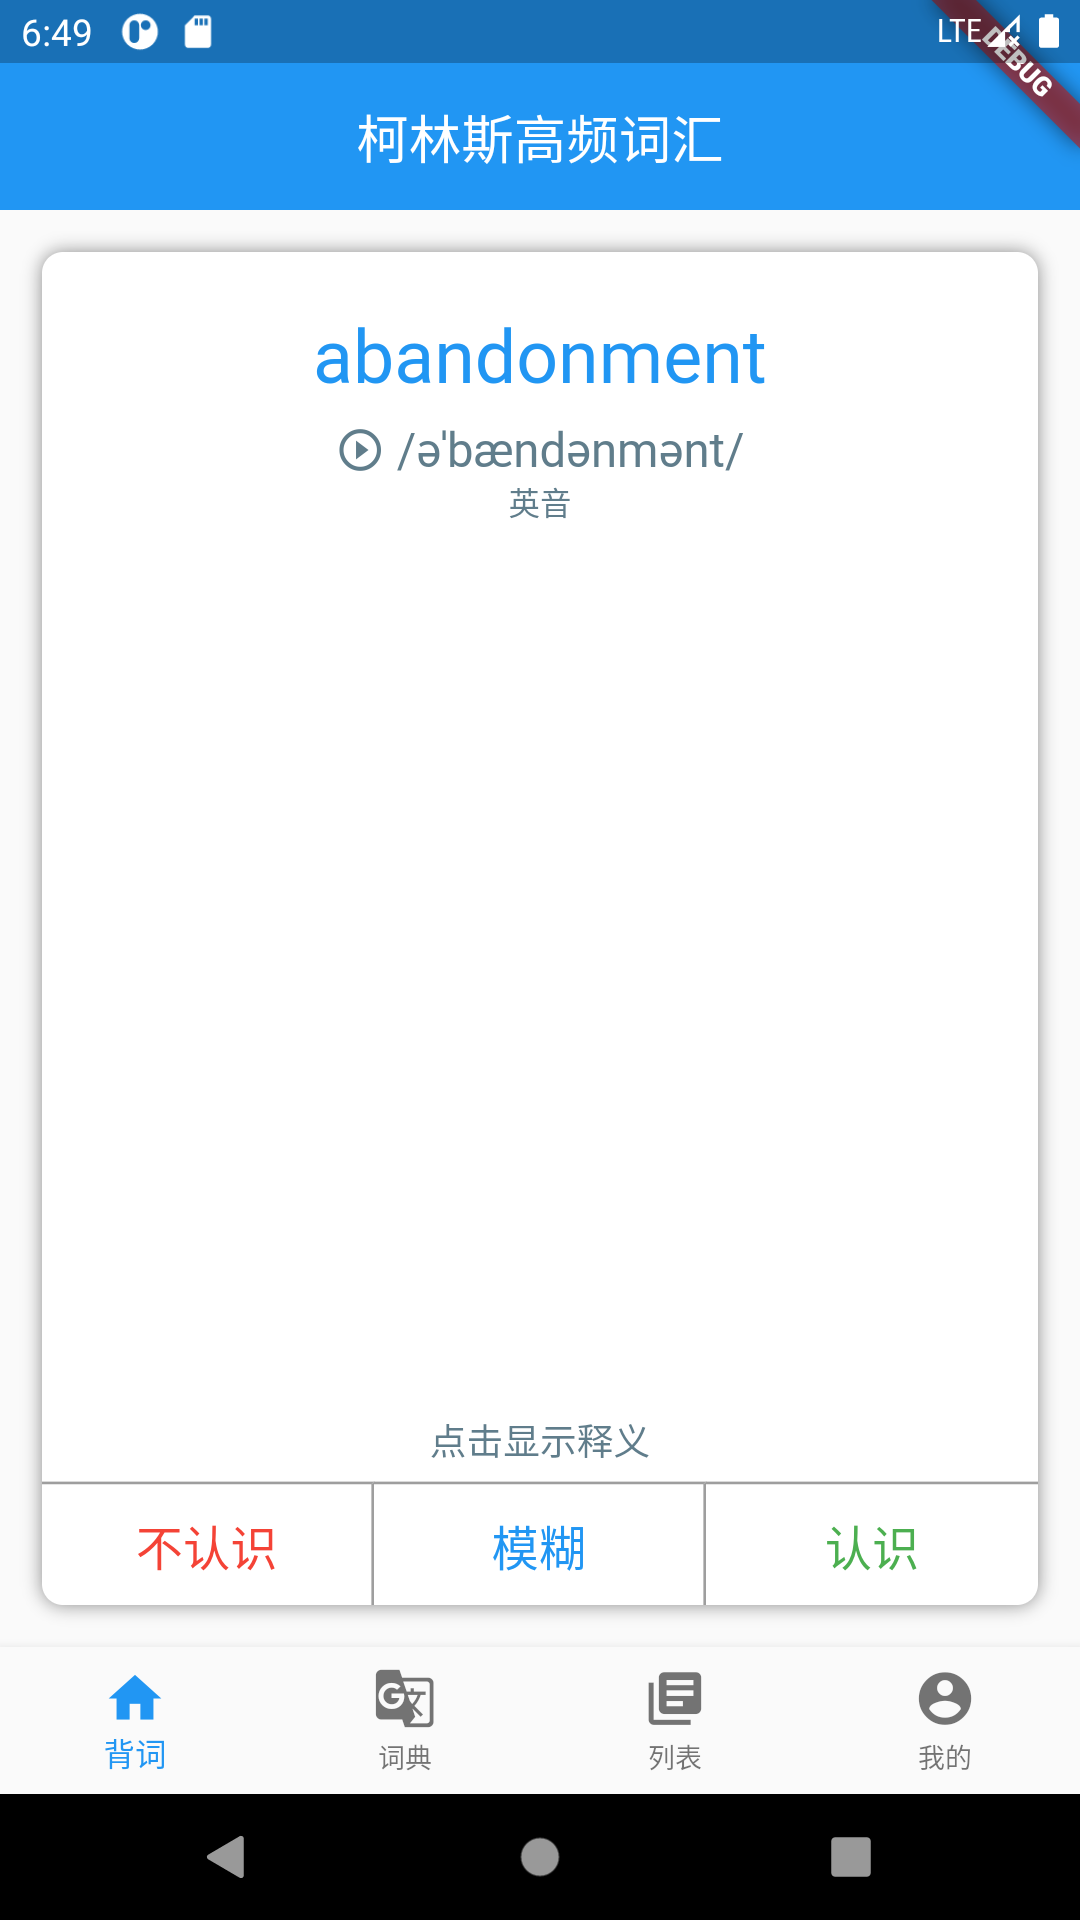 6:49 LTE
DEBUG
柯林斯高频词汇
abandonment
/əˈbændənmənt/
英音
点击显示释义
不认识 模糊 认识
背词 词典 列表 我的